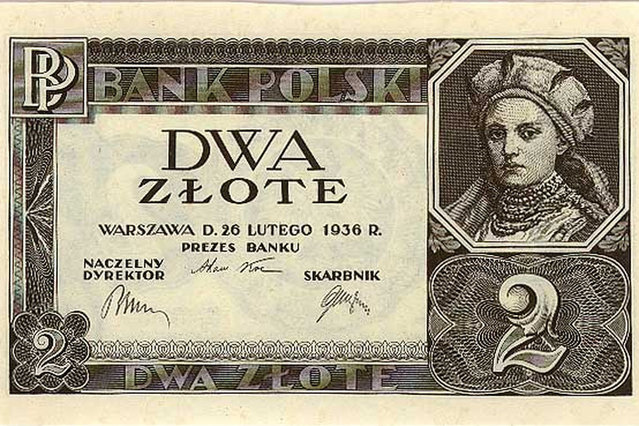 BP
BANK POLSKI
DWA
ZŁOTE
WARSZAWA D. 26 LUTEGO 1936 R.
PREZES BANKU
NACZELNY
DYREKTOR
SKARBNIK
2
2
DWA ZŁOTE